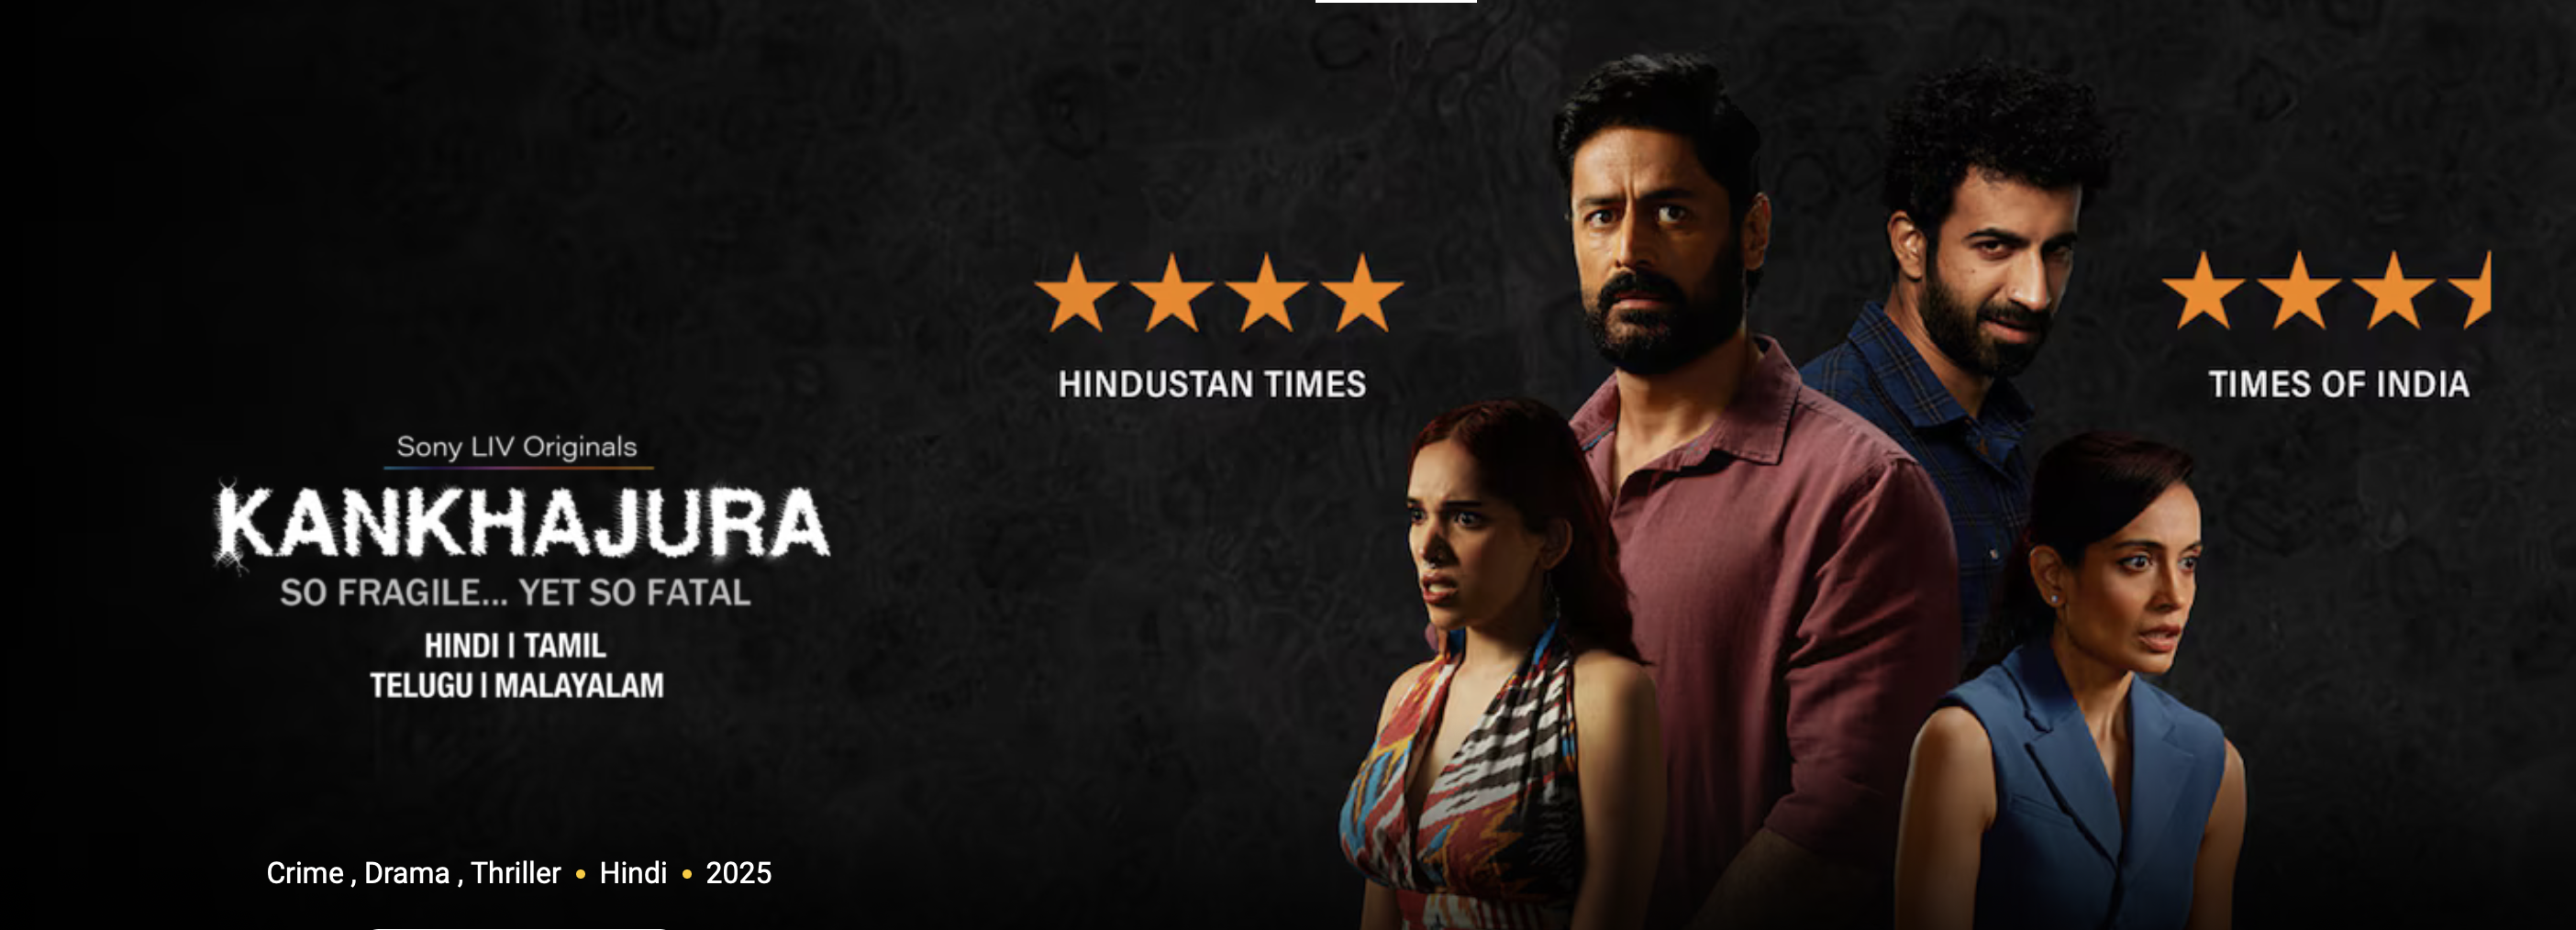 HINDUSTAN TIMES
TIMES OF INDIA
Sony LIV Originals
KANKHAJURA
SO FRAGILE... YET SO FATAL
HINDI | TAMIL
TELUGU | MALAYALAM
Crime , Drama , Thriller • Hindi • 2025